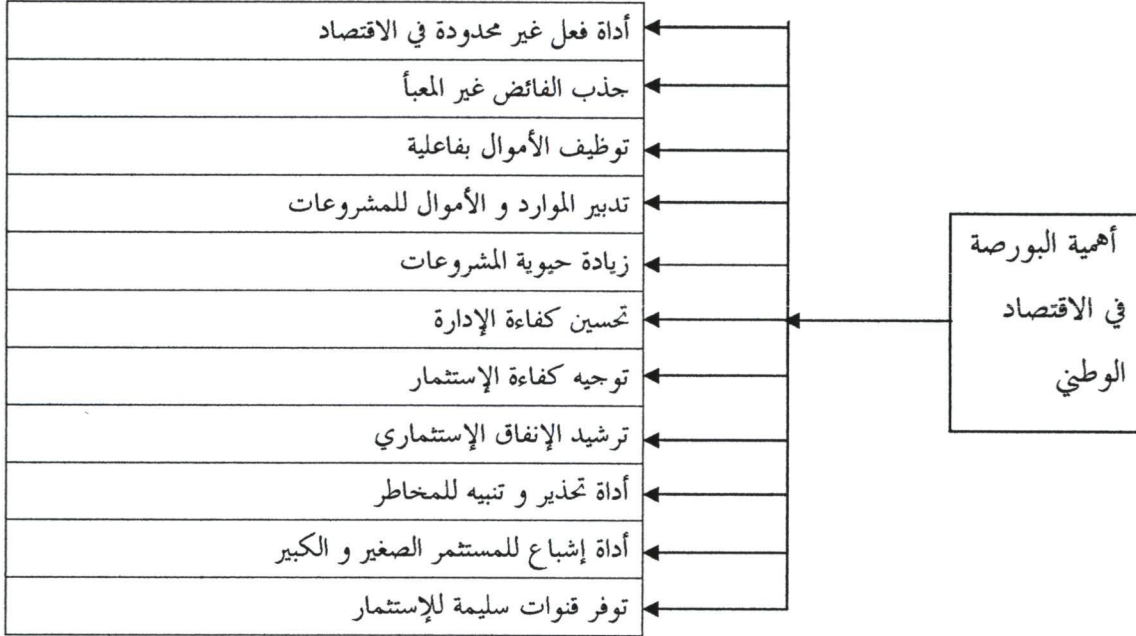 أهمية البورصة
في الاقتصاد
الوطني
أداة فعل غير محدودة في الاقتصاد
جذب الفائض غير المعبأ
توظيف الأموال بفاعلية
تدبير الموارد و الأموال للمشروعات
زيادة حيوية المشروعات
تحسين كفاءة الإدارة
توجيه كفاءة الإستثمار
ترشيد الإنفاق الإستثماري
أداة تحذير و تنبيه للمخاطر
أداة إشباع للمستثمر الصغير و الكبير
توفر قنوات سليمة للإستثمار